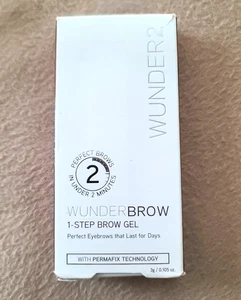 WUNDER2
PERFECT BROWS
2
IN UNDER 2 MINUTES
WUNDERBROW
1-STEP BROW GEL
Perfect Eyebrows that Last for Days
WITH PERMAFIX TECHNOLOGY
3g / 0.105 oz